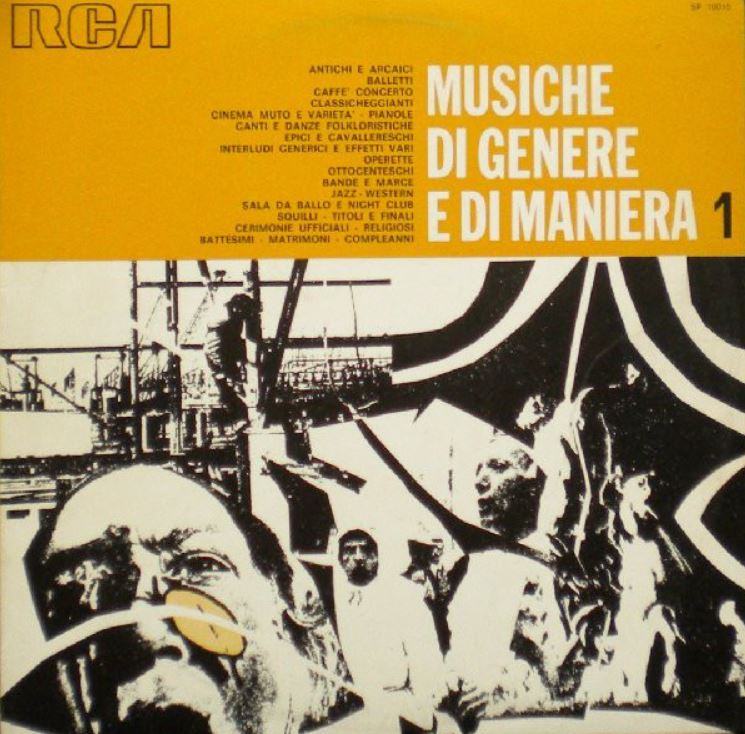 RCA
SP 10015
ANTICHI E ARCAICI
BALLETTI
CAFFE' CONCERTO
CLASSICHEGGIANTI
CINEMA MUTO E VARIETA' - PIANOLE
CANTI E DANZE FOLKLORISTICHE
EPICI E CAVALLERESCHI
INTERLUDI GENERICI E EFFETTI VARI
OPERETTE
OTTOCENTESCHI
BANDE E MARCE
JAZZ - WESTERN
SALA DA BALLO E NIGHT CLUB
SQUILLI - TITOLI E FINALI
CERIMONIE UFFICIALI - RELIGIOSI
BATTESIMI - MATRIMONI - COMPLEANNI
MUSICHE
DI GENERE
E DI MANIERA 1